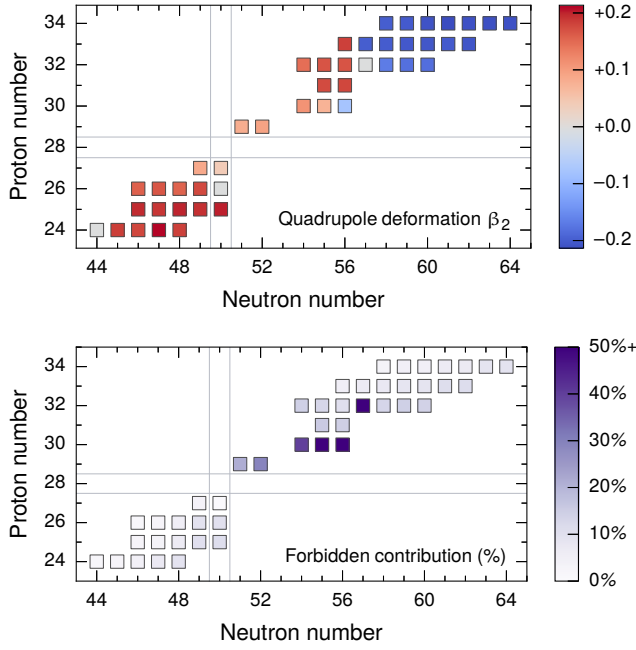 34
32
30
28
26
24
Proton number
Quadrupole deformation β2
44 48 52 56 60 64
Neutron number
+0.2
+0.1
+0.0
−0.1
−0.2
34
32
30
28
26
24
Proton number
Forbidden contribution (%)
44 48 52 56 60 64
Neutron number
50%+
40%
30%
20%
10%
0%